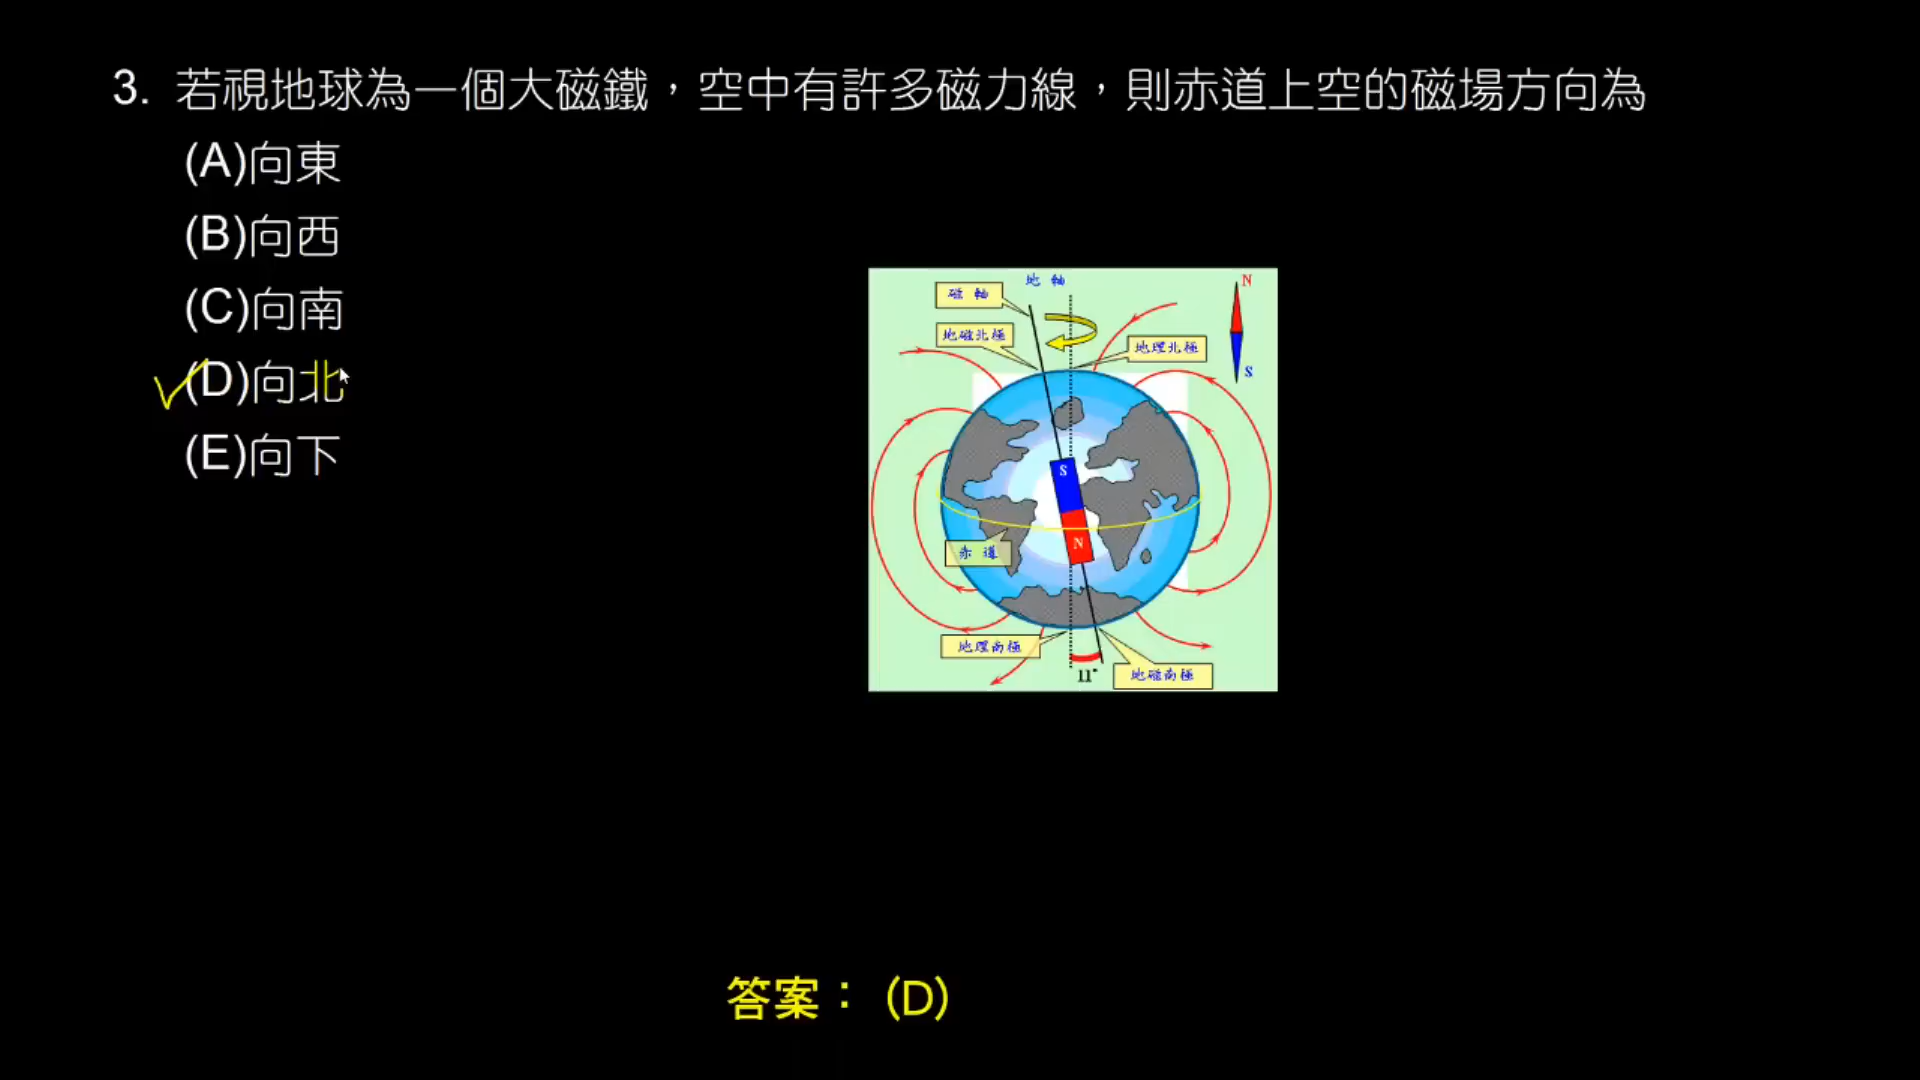 3. 若視地球為一個大磁鐵，空中有許多磁力線，則赤道上空的磁場方向為
(A)向東
(B)向西
(C)向南
(D)向北
(E)向下
地軸
N
磁軸
地磁北極
地理北極
S
S
N
赤道
地理南極
11°
地磁南極
答案：(D)